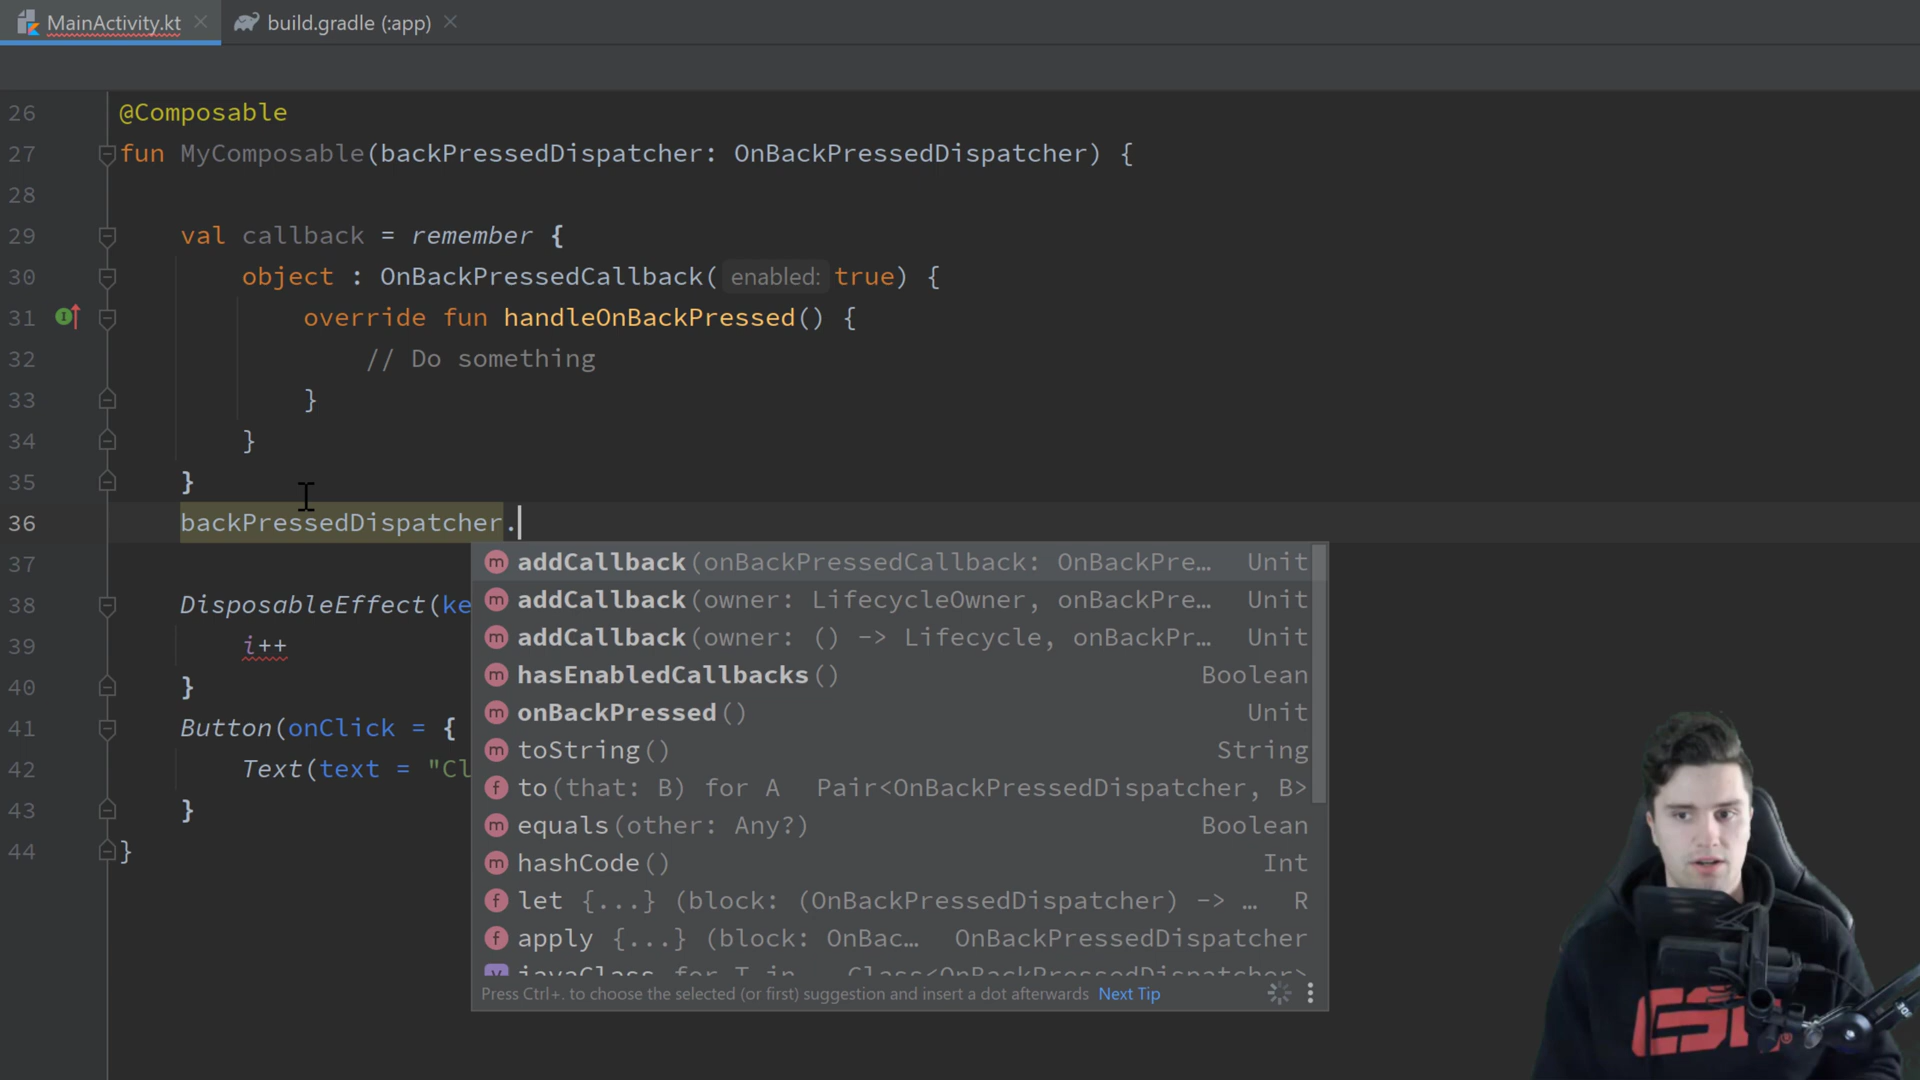 MainActivity.kt
build.gradle (:app)
26 @Composable
27 fun MyComposable(backPressedDispatcher: OnBackPressedDispatcher) {
28
29 val callback = remember {
30 object : OnBackPressedCallback( enabled: true) {
31 override fun handleOnBackPressed() {
32 // Do something
33 }
34 }
35 }
36 backPressedDispatcher.
37
38 DisposableEffect(ke
39 i++
40 }
41 Button(onClick = {
42 Text(text = "Cl
43 }
44 }
addCallback(onBackPressedCallback: OnBackPre… Unit
addCallback(owner: LifecycleOwner, onBackPre… Unit
addCallback(owner: () -> Lifecycle, onBackPr… Unit
hasEnabledCallbacks() Boolean
onBackPressed() Unit
toString() String
to(that: B) for A Pair<OnBackPressedDispatcher, B>
equals(other: Any?) Boolean
hashCode() Int
let {...} (block: (OnBackPressedDispatcher) -> … R
apply {...} (block: OnBac… OnBackPressedDispatcher
javaClass for T in Class<OnBackPressedDispatcher>
Press Ctrl+. to choose the selected (or first) suggestion and insert a dot afterwards Next Tip